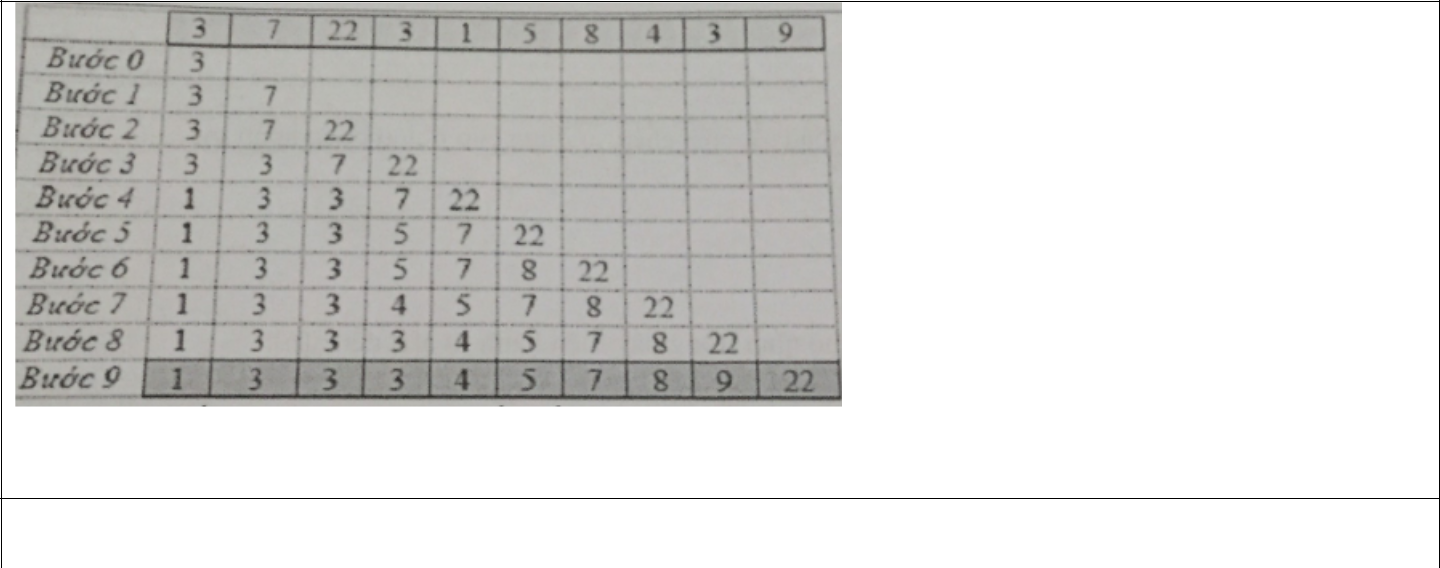 3 7 22 3 1 5 8 4 3 9
Bước 0 3
Bước 1 3 7
Bước 2 3 7 22
Bước 3 3 3 7 22
Bước 4 1 3 3 7 22
Bước 5 1 3 3 5 7 22
Bước 6 1 3 3 5 7 8 22
Bước 7 1 3 3 4 5 7 8 22
Bước 8 1 3 3 3 4 5 7 8 22
Bước 9 1 3 3 3 4 5 7 8 9 22